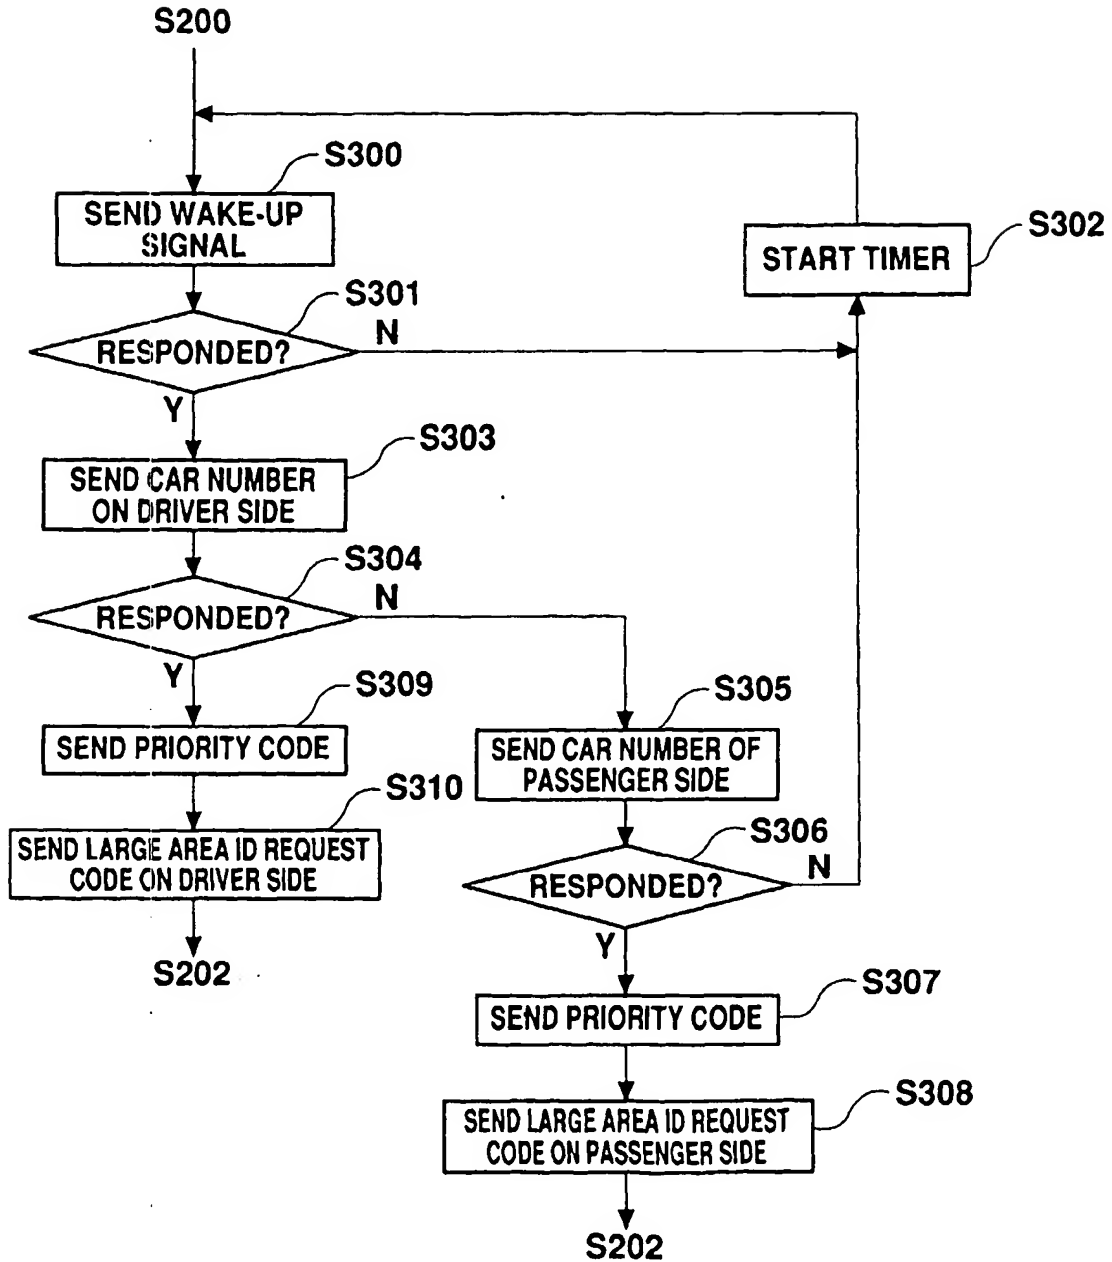 S200
S300
SEND WAKE-UP
SIGNAL
S302
START TIMER
S301
RESPONDED?
N
Y
S303
SEND CAR NUMBER
ON DRIVER SIDE
S304
RESPONDED?
N
Y
S309
SEND PRIORITY CODE
S305
SEND CAR NUMBER OF
PASSENGER SIDE
S310
SEND LARGE AREA ID REQUEST
CODE ON DRIVER SIDE
S202
S306
RESPONDED?
N
Y
S307
SEND PRIORITY CODE
S308
SEND LARGE AREA ID REQUEST
CODE ON PASSENGER SIDE
S202